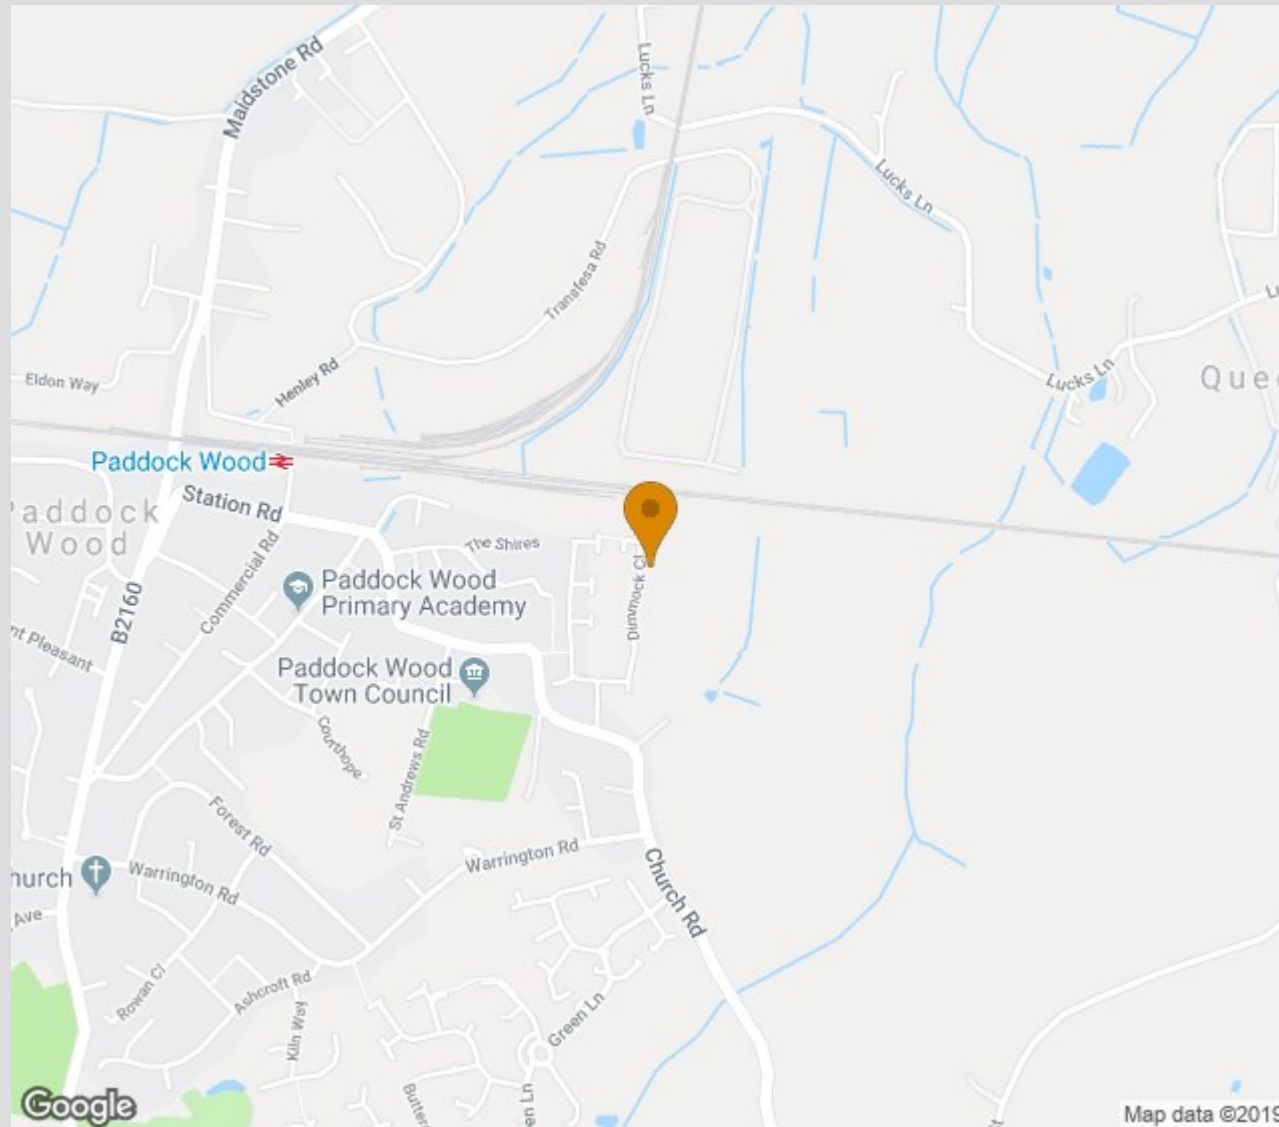 Maidstone Rd
Lucks Ln
Lucks Ln
Transfesa Rd
Eldon Way
Henley Rd
Lucks Ln
Paddock Wood
Station Rd
Wood
The Shires
Commercial Rd
Paddock Wood
Primary Academy
Dimmock Cl
B2160
Pleasant
Paddock Wood
Town Council
Courthope
St Andrews Rd
Forest Rd
Warrington Rd
Warrington Rd
Church Rd
Ave
Rowan Cl
Ashcroft Rd
Kiln Way
Green Ln
Ln
Google
Map data ©2019